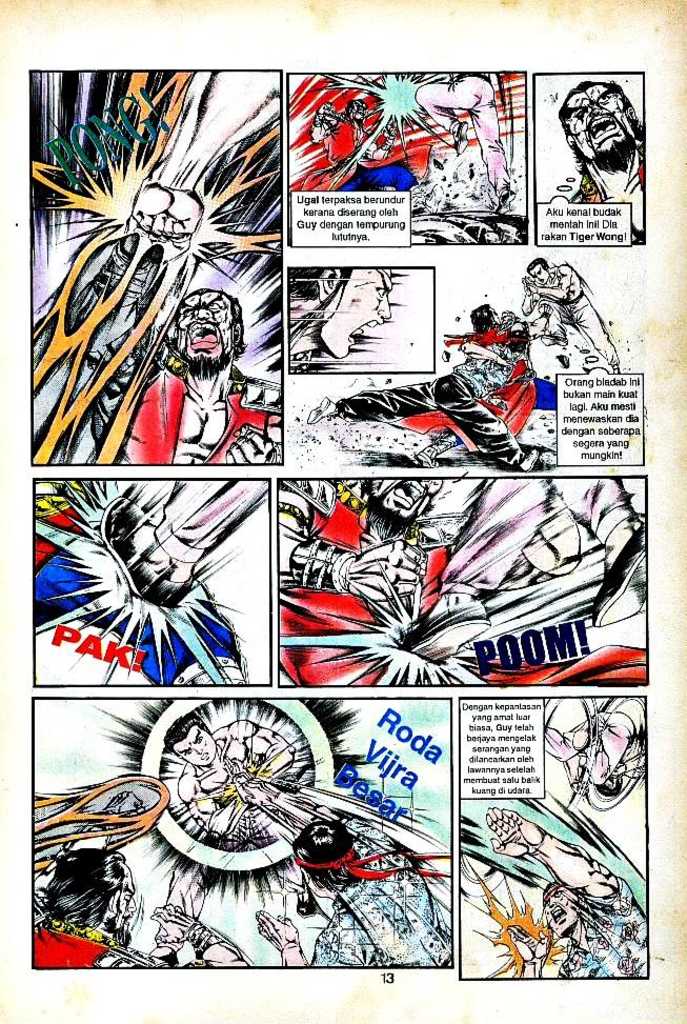 PONG!
Ugal terpaksa berundur
kerana diserang oleh
Guy dengan tempurung
lututnya.
Aku kenal budak
mentah ini! Dia
rakan Tiger Wong!
Orang biadab ini
bukan main kuat
lagi. Aku mesti
menewaskan dia
dengan seberapa
segera yang
mungkin!
PAK!
POOM!
Roda
Vijra
Besar
Dengan kepantasan
yang amat luar
biasa, Guy telah
berjaya mengelak
serangan yang
dilancarkan oleh
lawannya selelah
membuat satu balik
kuang di udara.
13